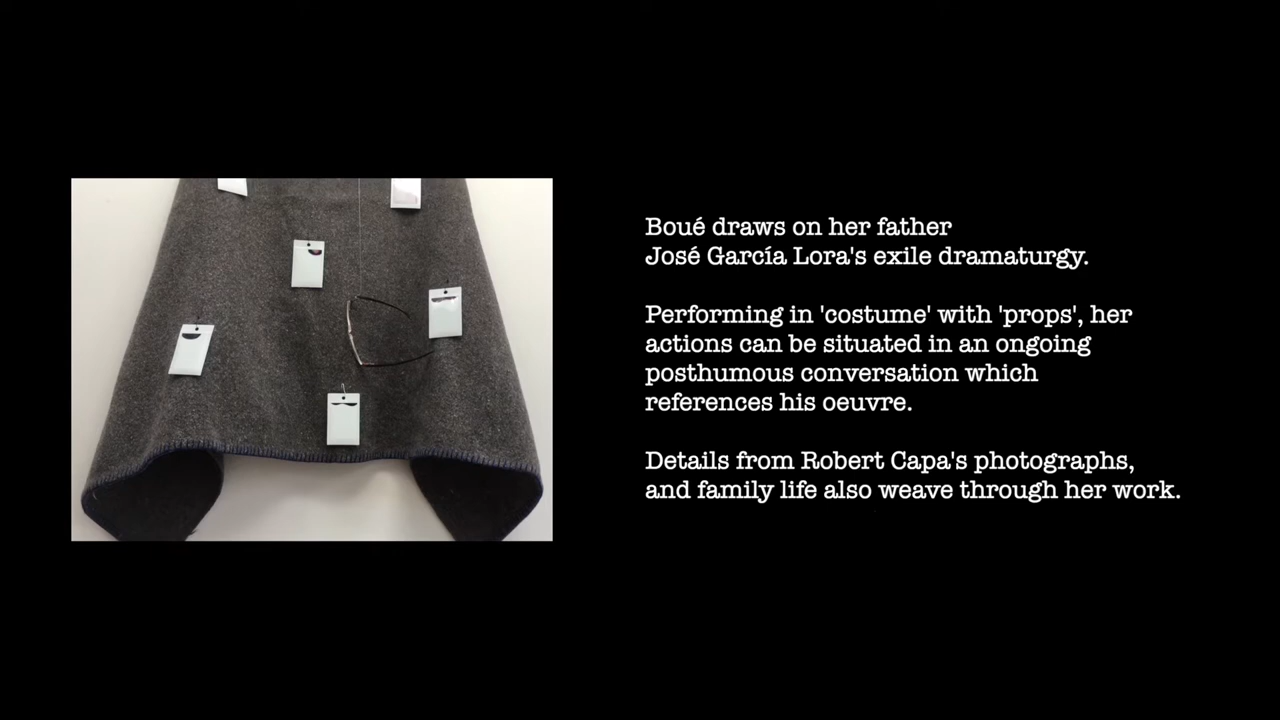 Boué draws on her father
José García Lora's exile dramaturgy.
Performing in 'costume' with 'props', her
actions can be situated in an ongoing
posthumous conversation which
references his oeuvre.
Details from Robert Capa's photographs,
and family life also weave through her work.